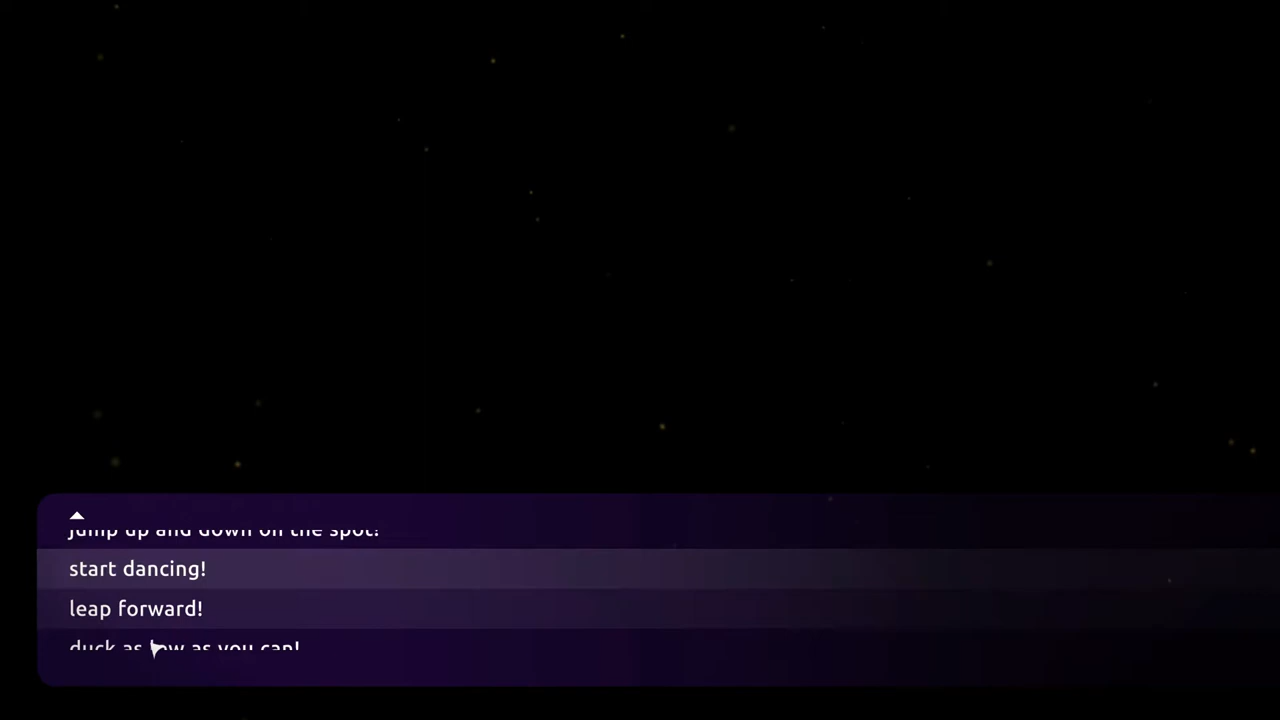 jump up and down on the spot!
start dancing!
leap forward!
duck as low as you can!